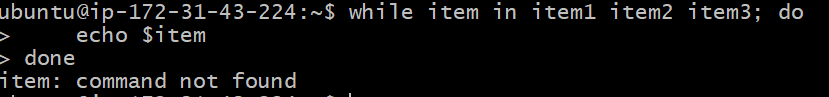 ubuntu@ip-172-31-43-224:~$ while item in item1 item2 item3; do
>     echo $item
> done
item: command not found